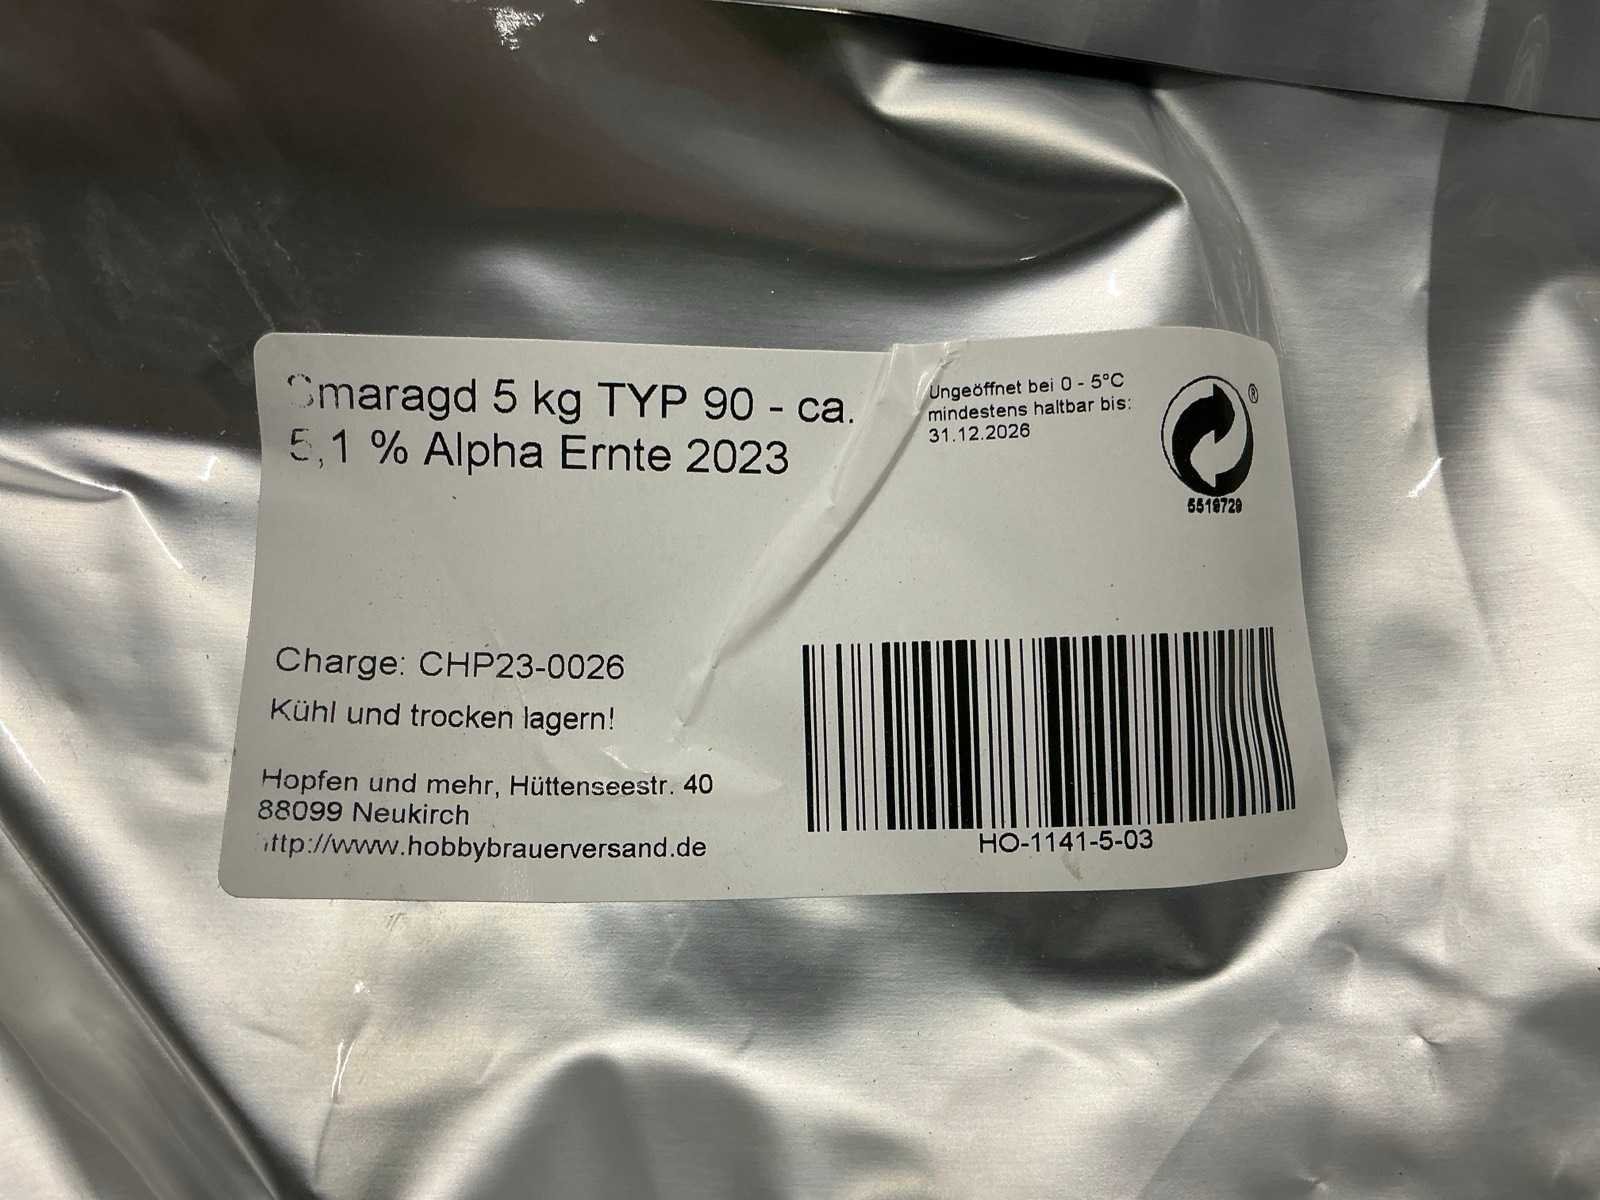 Smaragd 5 kg TYP 90 - ca.
5,1 % Alpha Ernte 2023
Ungeöffnet bei 0 - 5°C
mindestens haltbar bis:
31.12.2026
®
5519729
Charge: CHP23-0026
Kühl und trocken lagern!
Hopfen und mehr, Hüttenseestr. 40
88099 Neukirch
http://www.hobbybrauerversand.de
HO-1141-5-03